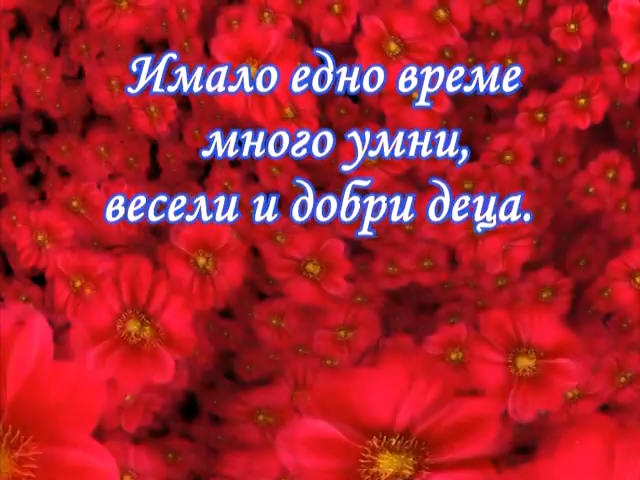 Имало едно време
много умни,
весели и добри деца.